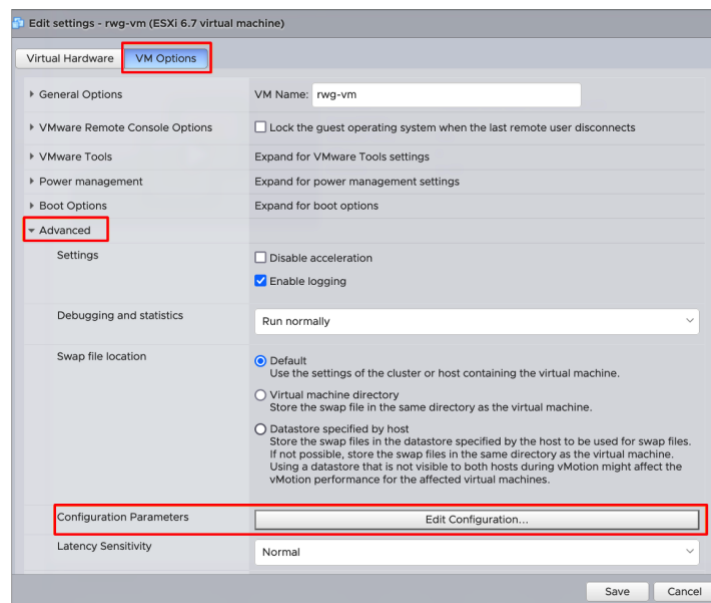 Edit settings - rwg-vm (ESXi 6.7 virtual machine)
Virtual Hardware
VM Options
General Options
VM Name: rwg-vm
VMware Remote Console Options
Lock the guest operating system when the last remote user disconnects
VMware Tools
Expand for VMware Tools settings
Power management
Expand for power management settings
Boot Options
Expand for boot options
Advanced
Settings
Disable acceleration
Enable logging
Debugging and statistics
Run normally
Swap file location
Default
Use the settings of the cluster or host containing the virtual machine.
Virtual machine directory
Store the swap file in the same directory as the virtual machine.
Datastore specified by host
Store the swap files in the datastore specified by the host to be used for swap files.
If not possible, store the swap files in the same directory as the virtual machine.
Using a datastore that is not visible to both hosts during vMotion might affect the
vMotion performance for the affected virtual machines.
Configuration Parameters
Edit Configuration...
Latency Sensitivity
Normal
Save
Cancel